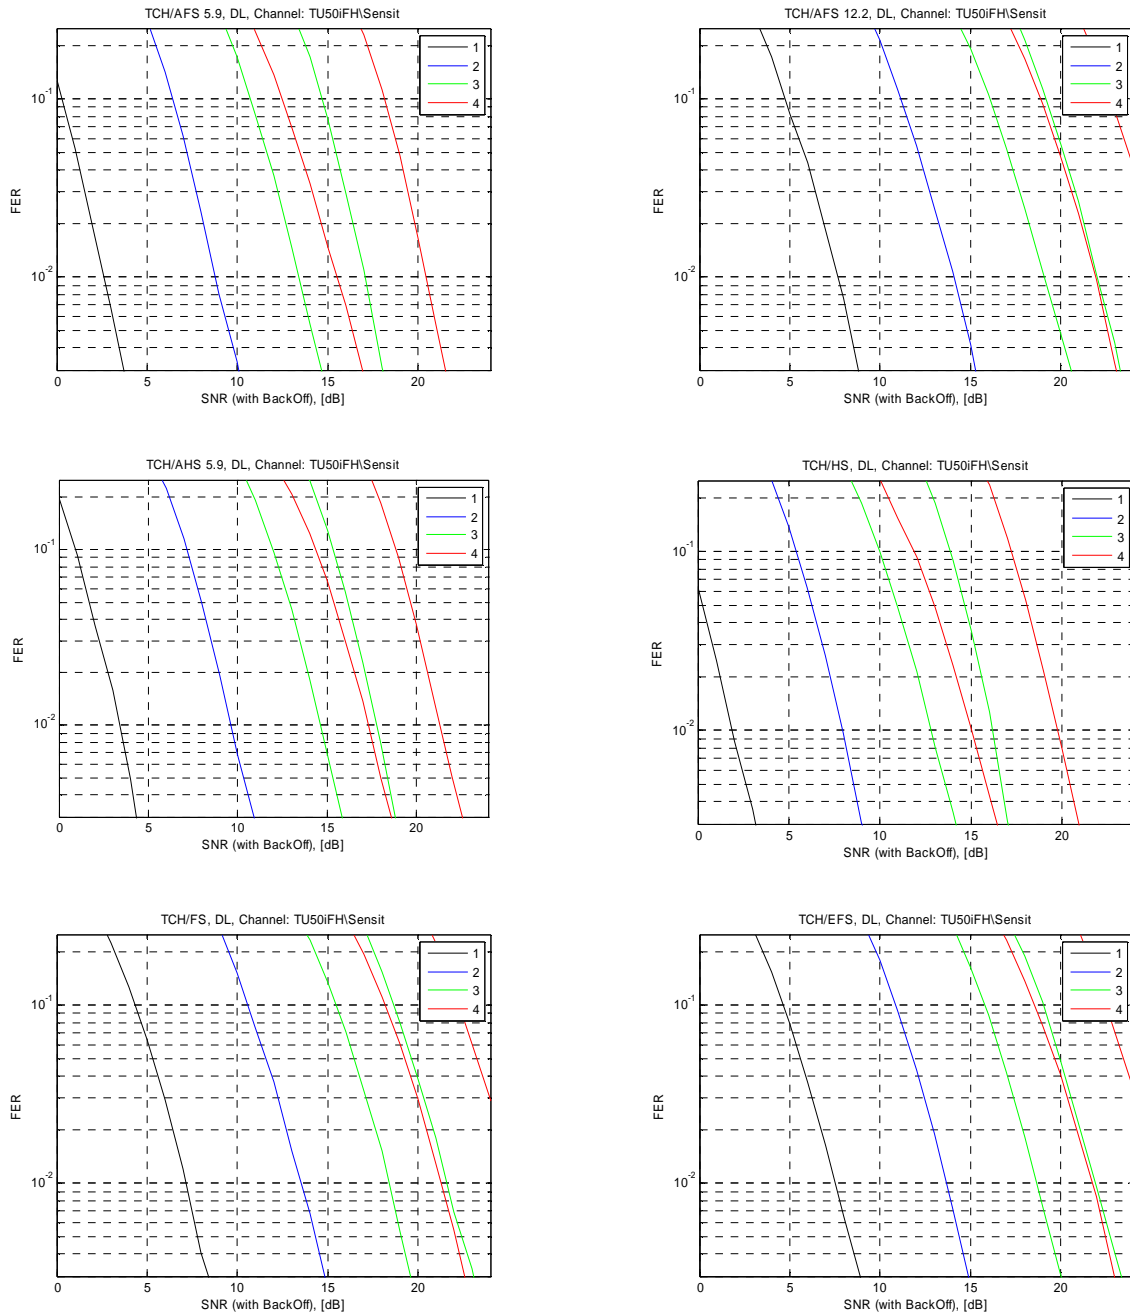 TCH/AFS 5.9, DL, Channel: TU50iFH\Sensit
FER
10-1
10-2
1
2
3
4
0 5 10 15 20
SNR (with BackOff), [dB]
TCH/AFS 12.2, DL, Channel: TU50iFH\Sensit
FER
10-1
10-2
1
2
3
4
0 5 10 15 20
SNR (with BackOff), [dB]
TCH/AHS 5.9, DL, Channel: TU50iFH\Sensit
FER
10-1
10-2
1
2
3
4
0 5 10 15 20
SNR (with BackOff), [dB]
TCH/HS, DL, Channel: TU50iFH\Sensit
FER
10-1
10-2
1
2
3
4
0 5 10 15 20
SNR (with BackOff), [dB]
TCH/FS, DL, Channel: TU50iFH\Sensit
FER
10-1
10-2
1
2
3
4
0 5 10 15 20
SNR (with BackOff), [dB]
TCH/EFS, DL, Channel: TU50iFH\Sensit
FER
10-1
10-2
1
2
3
4
0 5 10 15 20
SNR (with BackOff), [dB]